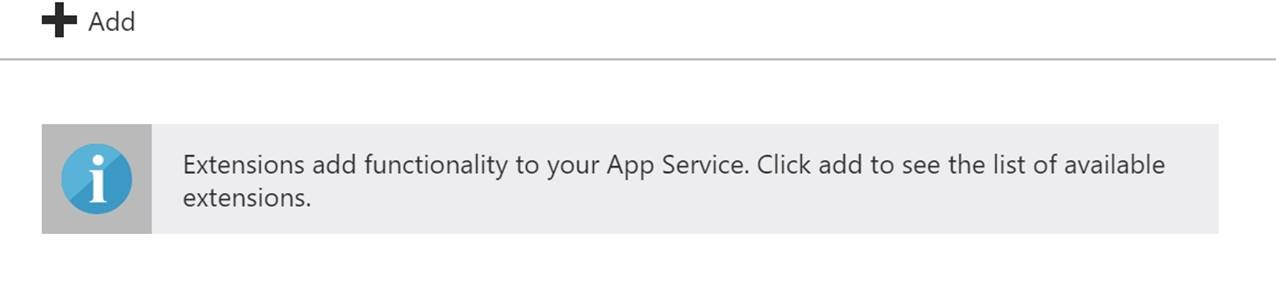 Add
Extensions add functionality to your App Service. Click add to see the list of available
extensions.